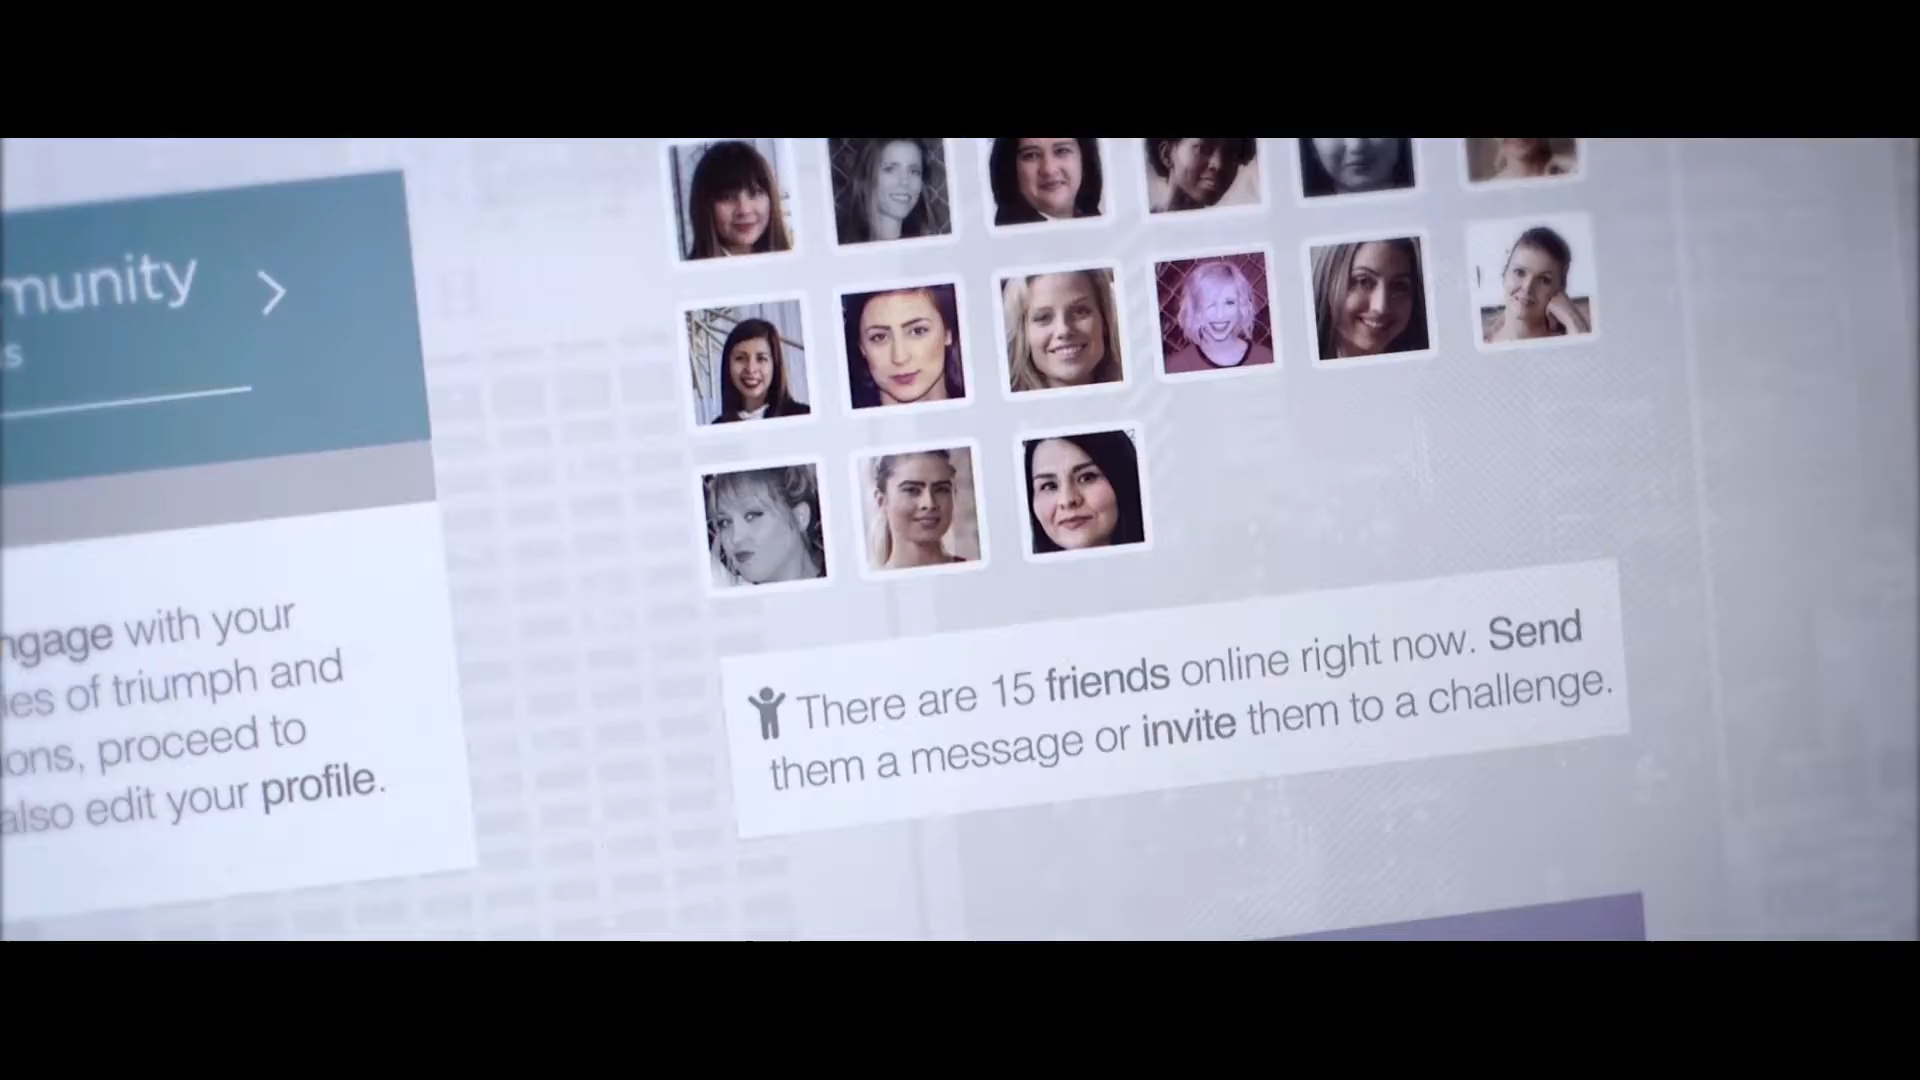 munity
s
ngage with your
ies of triumph and
ions, proceed to
also edit your profile.
There are 15 friends online right now. Send
them a message or invite them to a challenge.